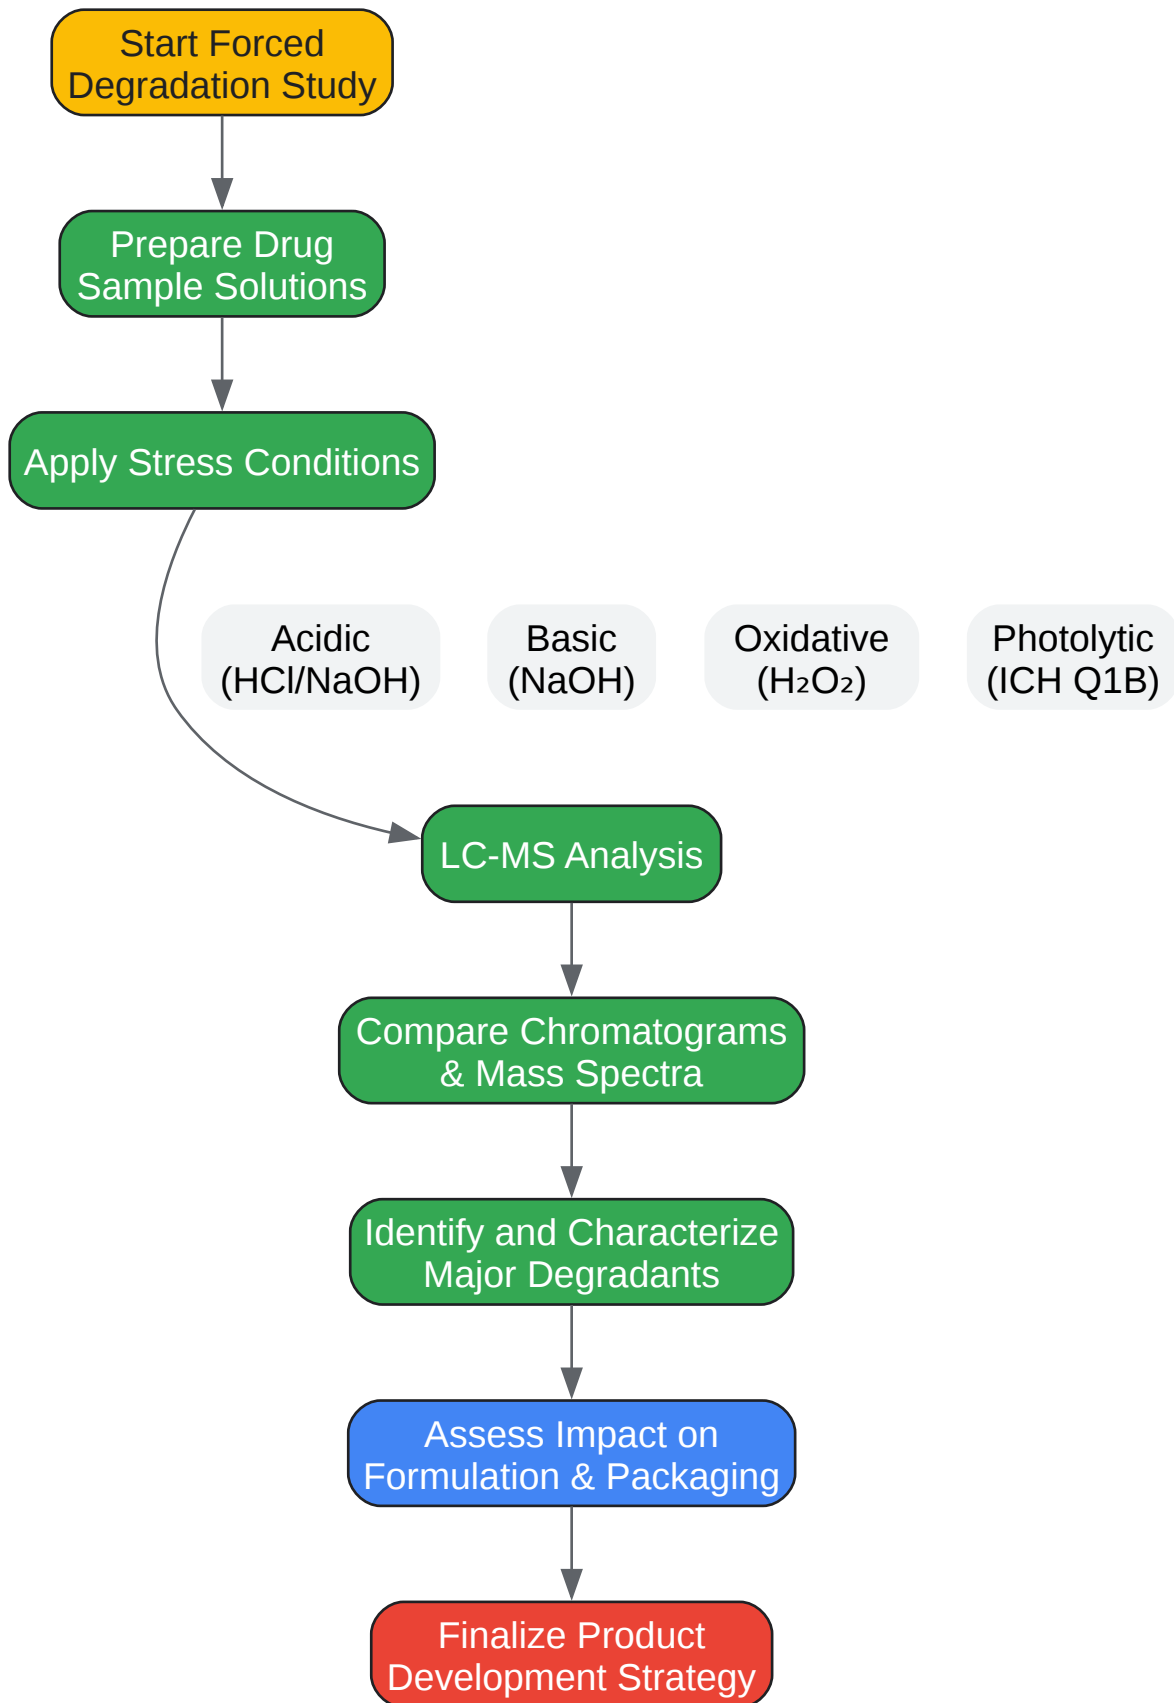 Start Forced
Degradation Study
Prepare Drug
Sample Solutions
Apply Stress Conditions
Acidic
(HCl/NaOH)
Basic
(NaOH)
Oxidative
(H₂O₂)
Photolytic
(ICH Q1B)
LC-MS Analysis
Compare Chromatograms
& Mass Spectra
Identify and Characterize
Major Degradants
Assess Impact on
Formulation & Packaging
Finalize Product
Development Strategy